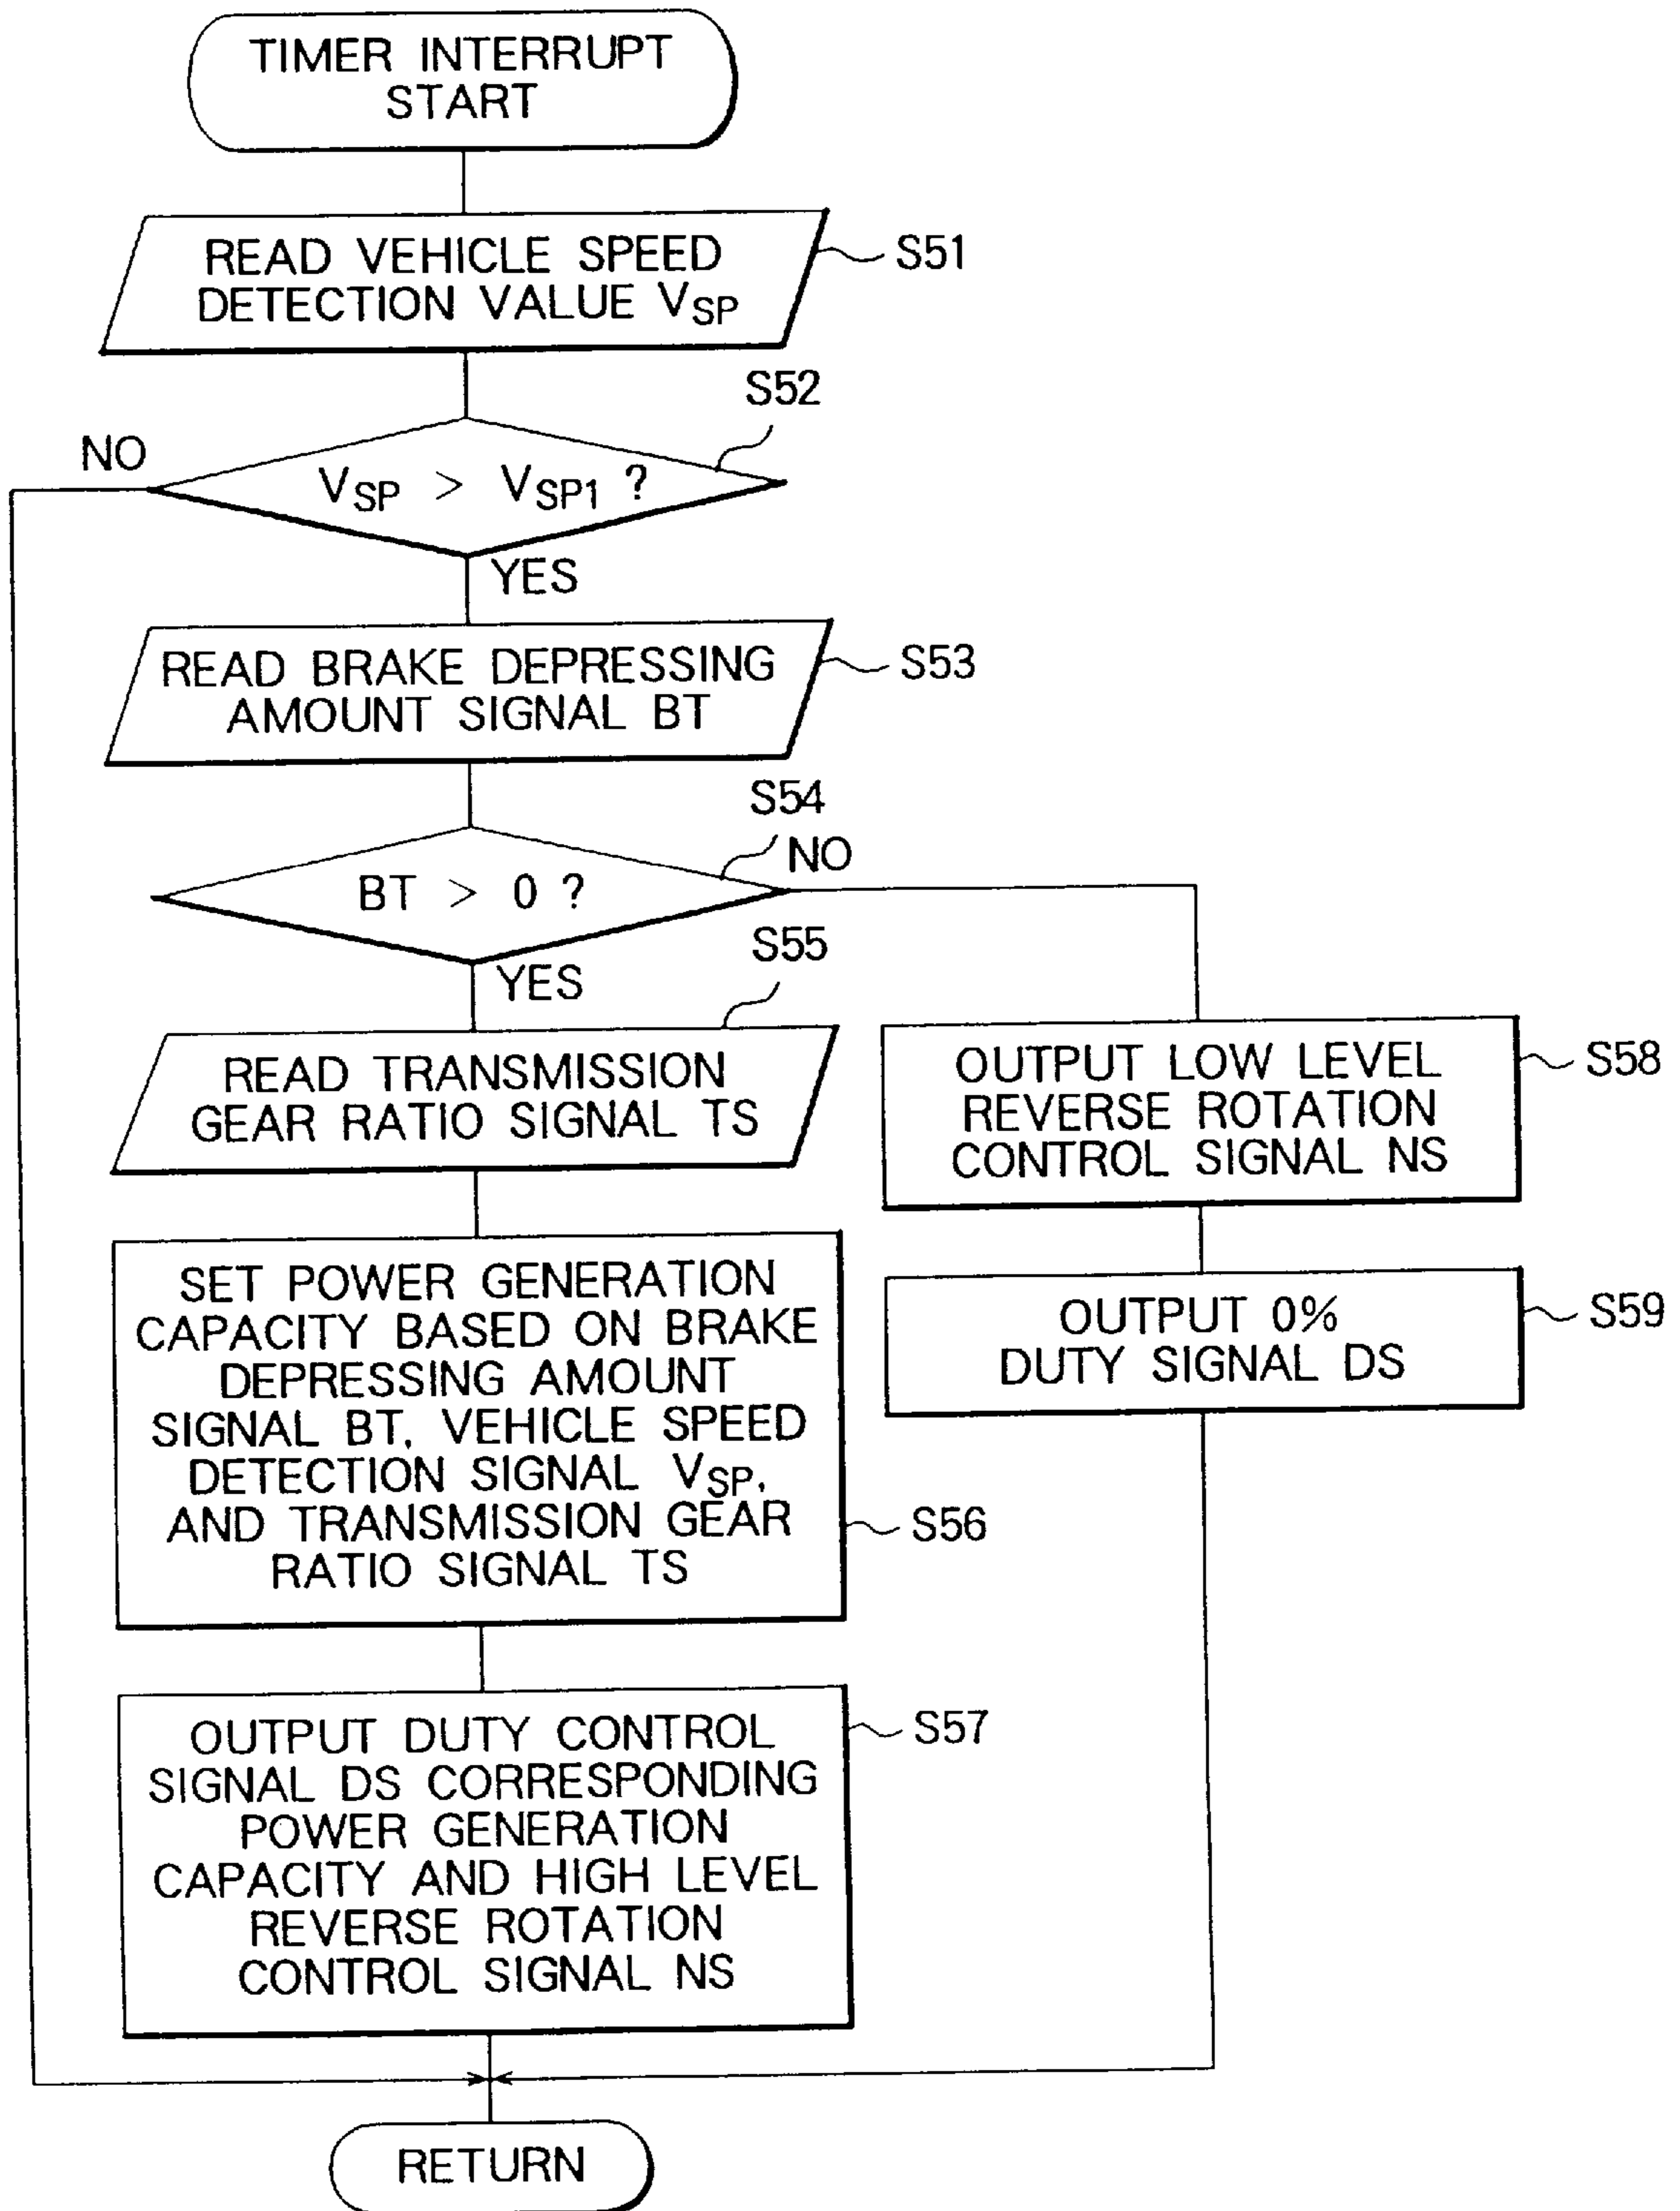 TIMER INTERRUPT
START
READ VEHICLE SPEED
DETECTION VALUE VSP
S51
S52
NO
VSP > VSP1 ?
YES
READ BRAKE DEPRESSING
AMOUNT SIGNAL BT
S53
S54
NO
BT > 0 ?
YES
S55
READ TRANSMISSION
GEAR RATIO SIGNAL TS
OUTPUT LOW LEVEL
REVERSE ROTATION
CONTROL SIGNAL NS
S58
SET POWER GENERATION
CAPACITY BASED ON BRAKE
DEPRESSING AMOUNT
SIGNAL BT, VEHICLE SPEED
DETECTION SIGNAL VSP,
AND TRANSMISSION GEAR
RATIO SIGNAL TS
S56
OUTPUT 0%
DUTY SIGNAL DS
S59
OUTPUT DUTY CONTROL
SIGNAL DS CORRESPONDING
POWER GENERATION
CAPACITY AND HIGH LEVEL
REVERSE ROTATION
CONTROL SIGNAL NS
S57
RETURN